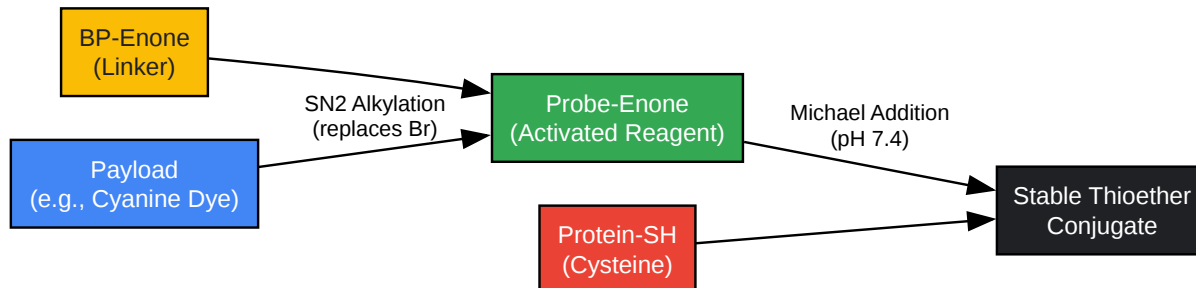 BP-Enone
(Linker)
SN2 Alkylation
(replaces Br)
Payload
(e.g., Cyanine Dye)
Probe-Enone
(Activated Reagent)
Michael Addition
(pH 7.4)
Protein-SH
(Cysteine)
Stable Thioether
Conjugate